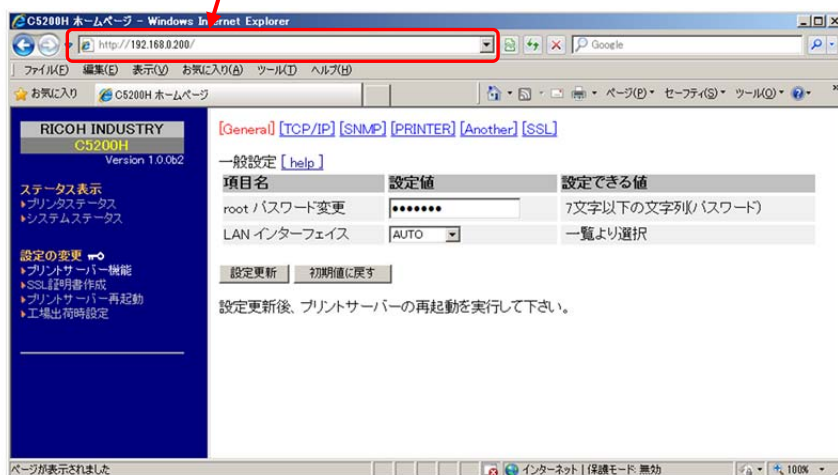 C5200H ホームページ - Windows Internet Explorer
http://192.168.0.200/
Google
ファイル(F) 編集(E) 表示(V) お気に入り(A) ツール(T) ヘルプ(H)
お気に入り C5200H ホームページ ページ(P) セーフティ(S) ツール(O)
RICOH INDUSTRY
C5200H
Version 1.0.0b2
ステータス表示
プリンタステータス
システムステータス
設定の変更
プリントサーバー機能
SSL証明書作成
プリントサーバー再起動
工場出荷時設定
[General] [TCP/IP] [SNMP] [PRINTER] [Another] [SSL]
一般設定 [ help ]
項目名 設定値 設定できる値
root パスワード変更 ●●●●●●● 7文字以下の文字列(パスワード)
LAN インターフェイス AUTO 一覧より選択
設定更新 初期値に戻す
設定更新後、プリントサーバーの再起動を実行して下さい。
ページが表示されました インターネット | 保護モード: 無効 100%